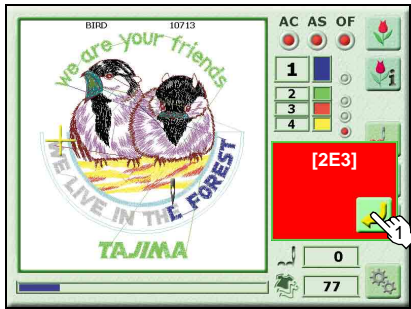 BIRD 10713
AC AS OF
we are your friends
WE LIVE IN THE FOREST
TAJIMA
1
2
3
4
i
[2E3]
1
0
77